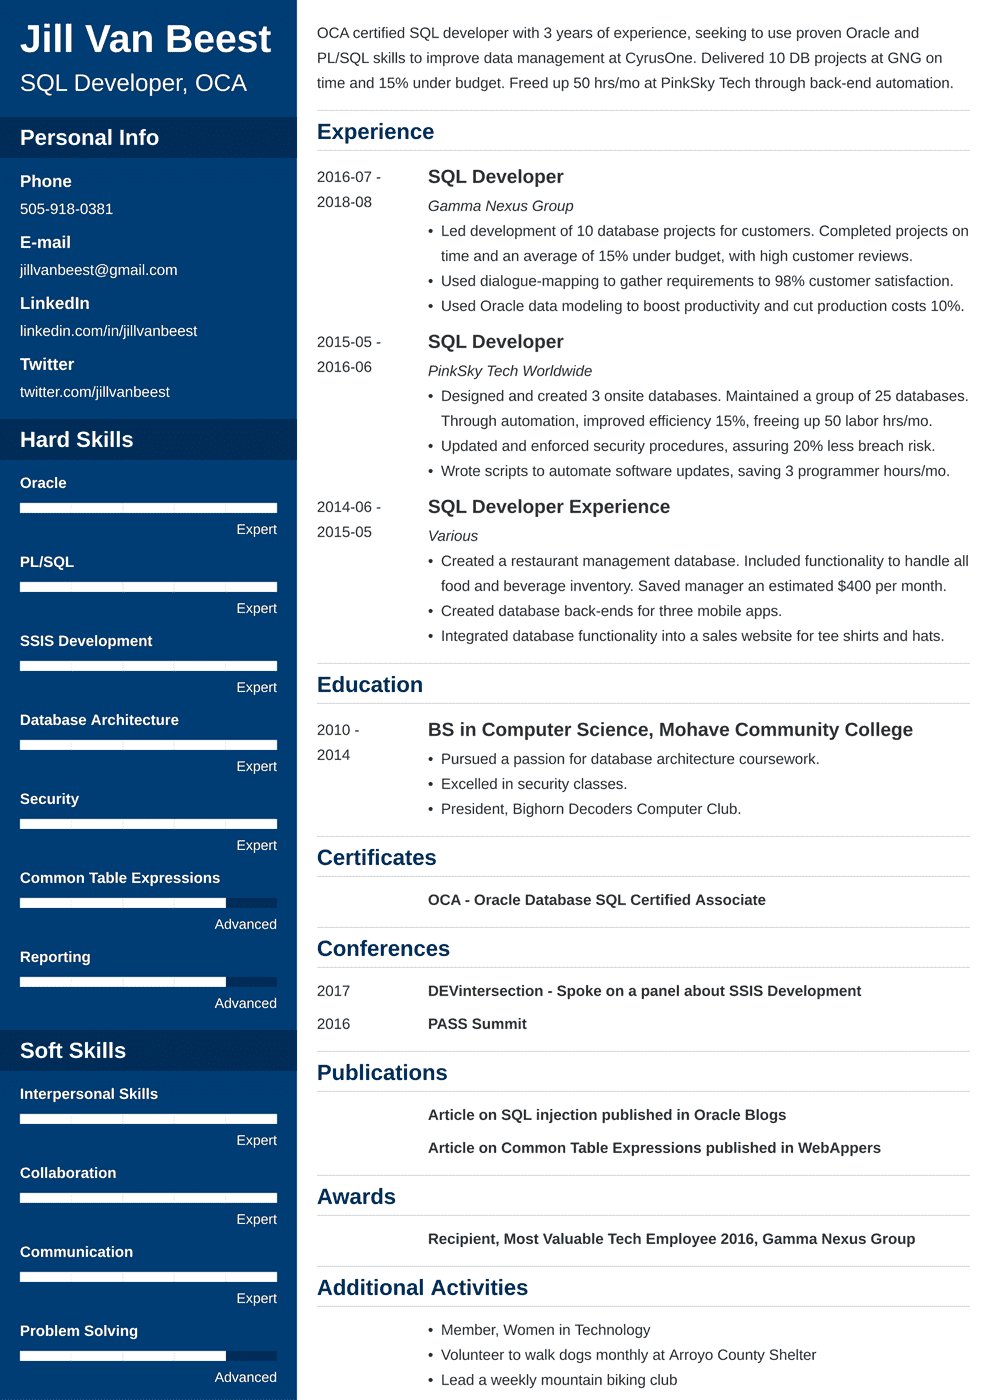 Jill Van Beest
SQL Developer, OCA
Personal Info
Phone
505-918-0381
E-mail
jillvanbeest@gmail.com
LinkedIn
linkedin.com/in/jillvanbeest
Twitter
twitter.com/jillvanbeest
Hard Skills
Oracle
Expert
PL/SQL
Expert
SSIS Development
Expert
Database Architecture
Expert
Security
Expert
Common Table Expressions
Advanced
Reporting
Advanced
Soft Skills
Interpersonal Skills
Expert
Collaboration
Expert
Communication
Expert
Problem Solving
Advanced
OCA certified SQL developer with 3 years of experience, seeking to use proven Oracle and
PL/SQL skills to improve data management at CyrusOne. Delivered 10 DB projects at GNG on
time and 15% under budget. Freed up 50 hrs/mo at PinkSky Tech through back-end automation.
Experience
2016-07 -
2018-08
SQL Developer
Gamma Nexus Group
• Led development of 10 database projects for customers. Completed projects on
time and an average of 15% under budget, with high customer reviews.
• Used dialogue-mapping to gather requirements to 98% customer satisfaction.
• Used Oracle data modeling to boost productivity and cut production costs 10%.
2015-05 -
2016-06
SQL Developer
PinkSky Tech Worldwide
• Designed and created 3 onsite databases. Maintained a group of 25 databases.
Through automation, improved efficiency 15%, freeing up 50 labor hrs/mo.
• Updated and enforced security procedures, assuring 20% less breach risk.
• Wrote scripts to automate software updates, saving 3 programmer hours/mo.
2014-06 -
2015-05
SQL Developer Experience
Various
• Created a restaurant management database. Included functionality to handle all
food and beverage inventory. Saved manager an estimated $400 per month.
• Created database back-ends for three mobile apps.
• Integrated database functionality into a sales website for tee shirts and hats.
Education
2010 -
2014
BS in Computer Science, Mohave Community College
• Pursued a passion for database architecture coursework.
• Excelled in security classes.
• President, Bighorn Decoders Computer Club.
Certificates
OCA - Oracle Database SQL Certified Associate
Conferences
2017
DEVintersection - Spoke on a panel about SSIS Development
2016
PASS Summit
Publications
Article on SQL injection published in Oracle Blogs
Article on Common Table Expressions published in WebAppers
Awards
Recipient, Most Valuable Tech Employee 2016, Gamma Nexus Group
Additional Activities
• Member, Women in Technology
• Volunteer to walk dogs monthly at Arroyo County Shelter
• Lead a weekly mountain biking club